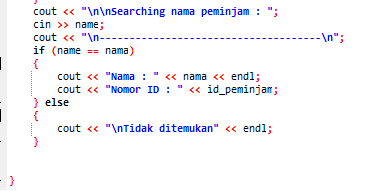 }
cout << "\n\nSearching nama peminjam : ";
cin >> name;
cout << "\n-----------------------------------\n";
if (name == nama)
{
cout << "Nama : " << nama << endl;
cout << "Nomor ID : " << id_peminjam;
} else
{
cout << "\nTidak ditemukan" << endl;
}
}